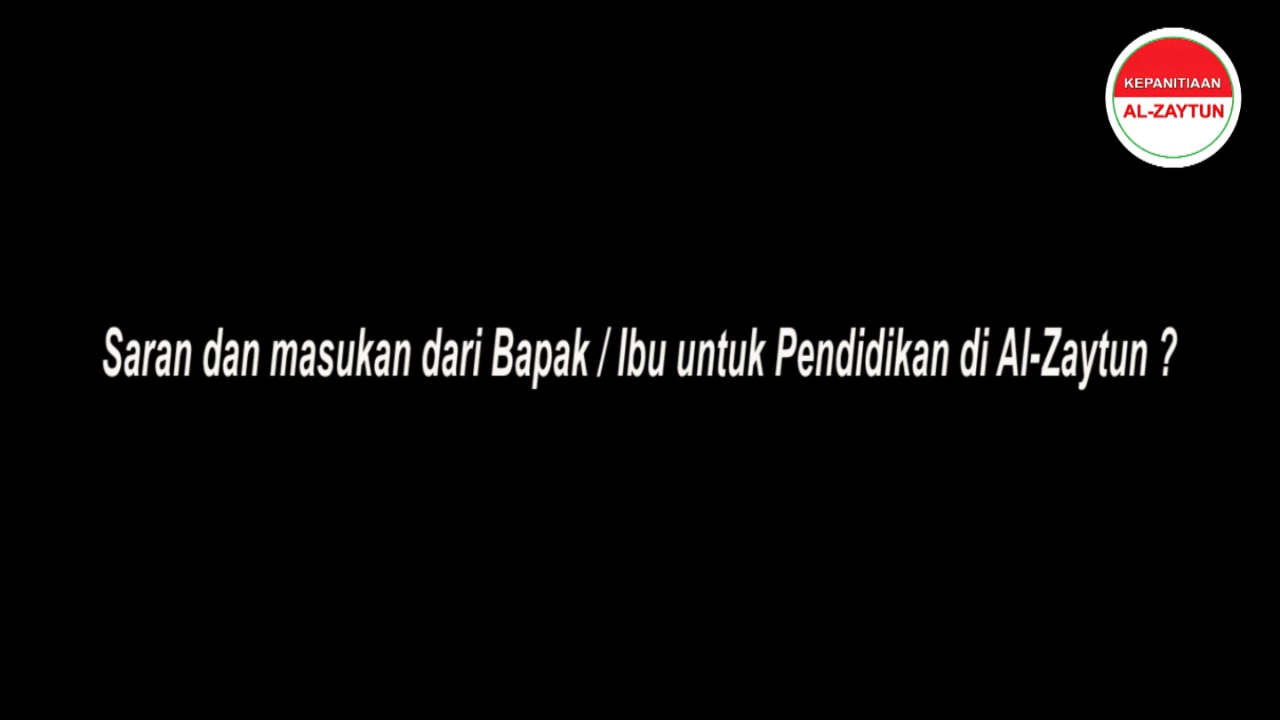 KEPANITIAAN
AL-ZAYTUN
Saran dan masukan dari Bapak / Ibu untuk Pendidikan di Al-Zaytun ?